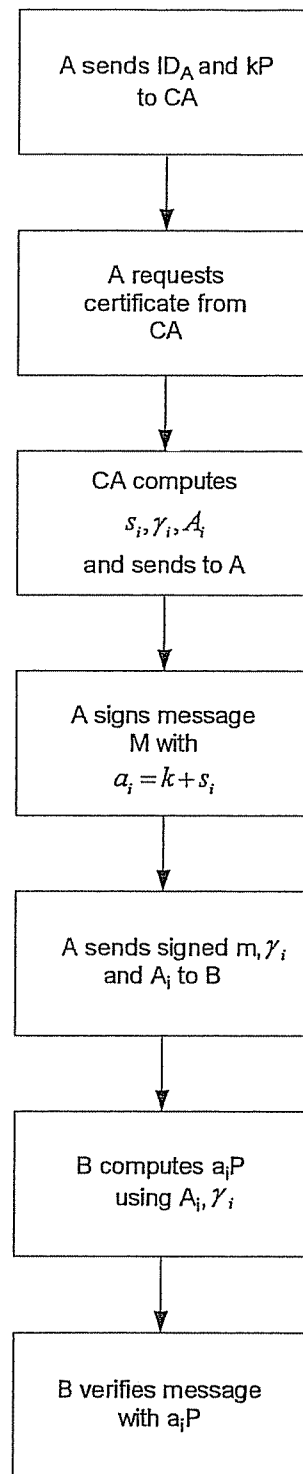 A sends ID_A and kP
to CA
A requests
certificate from
CA
CA computes
s_i, γ_i, A_i
and sends to A
A signs message
M with
a_i = k + s_i
A sends signed m, γ_i
and A_i to B
B computes a_iP
using A_i, γ_i
B verifies message
with a_iP